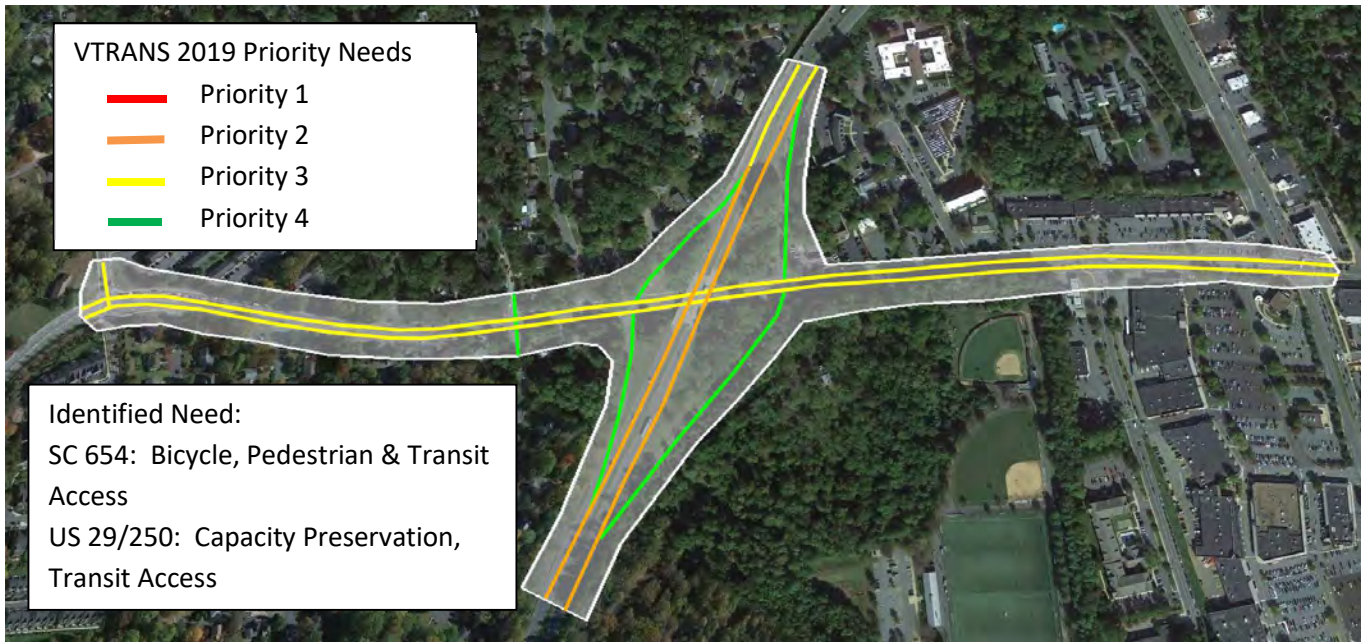 VTRANS 2019 Priority Needs
Priority 1
Priority 2
Priority 3
Priority 4
Identified Need:
SC 654: Bicycle, Pedestrian & Transit
Access
US 29/250: Capacity Preservation,
Transit Access